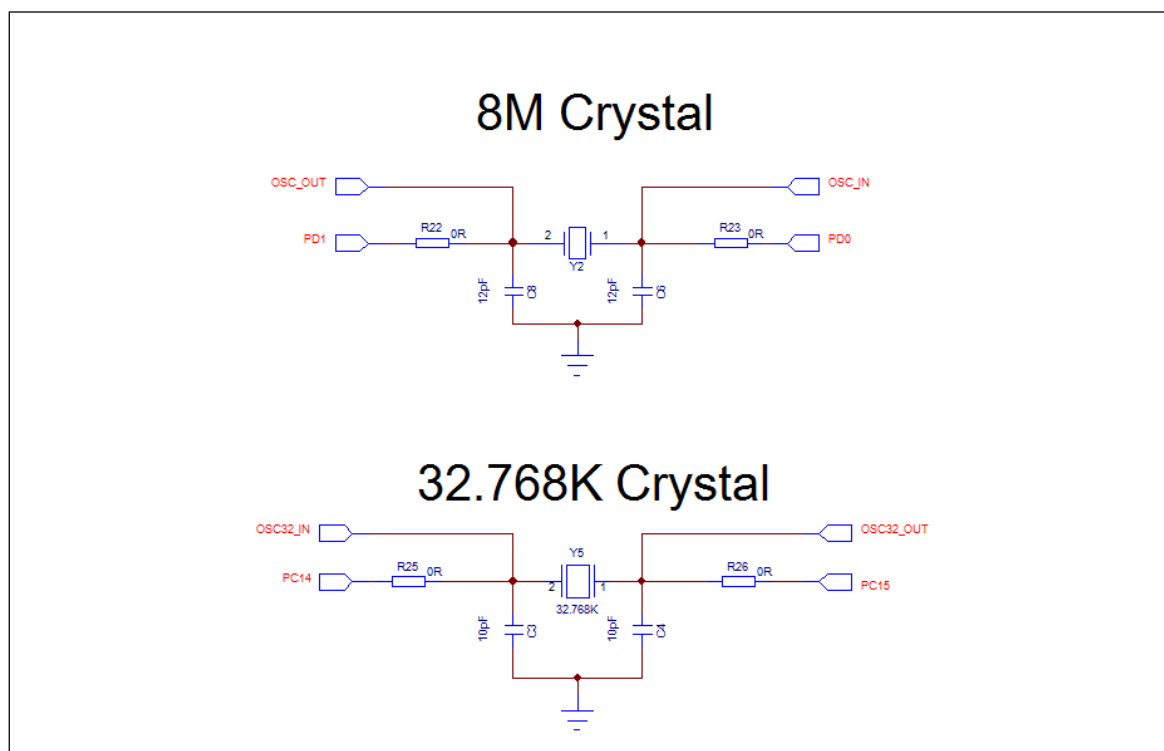 8M Crystal
OSC_OUT
OSC_IN
R22
0R
R23
0R
PD1
2
1
PD0
Y2
12pF
C8
12pF
C6
32.768K Crystal
OSC32_IN
OSC32_OUT
Y5
R25
0R
R26
0R
PC14
2
1
PC15
32.768K
10pF
C3
10pF
C4